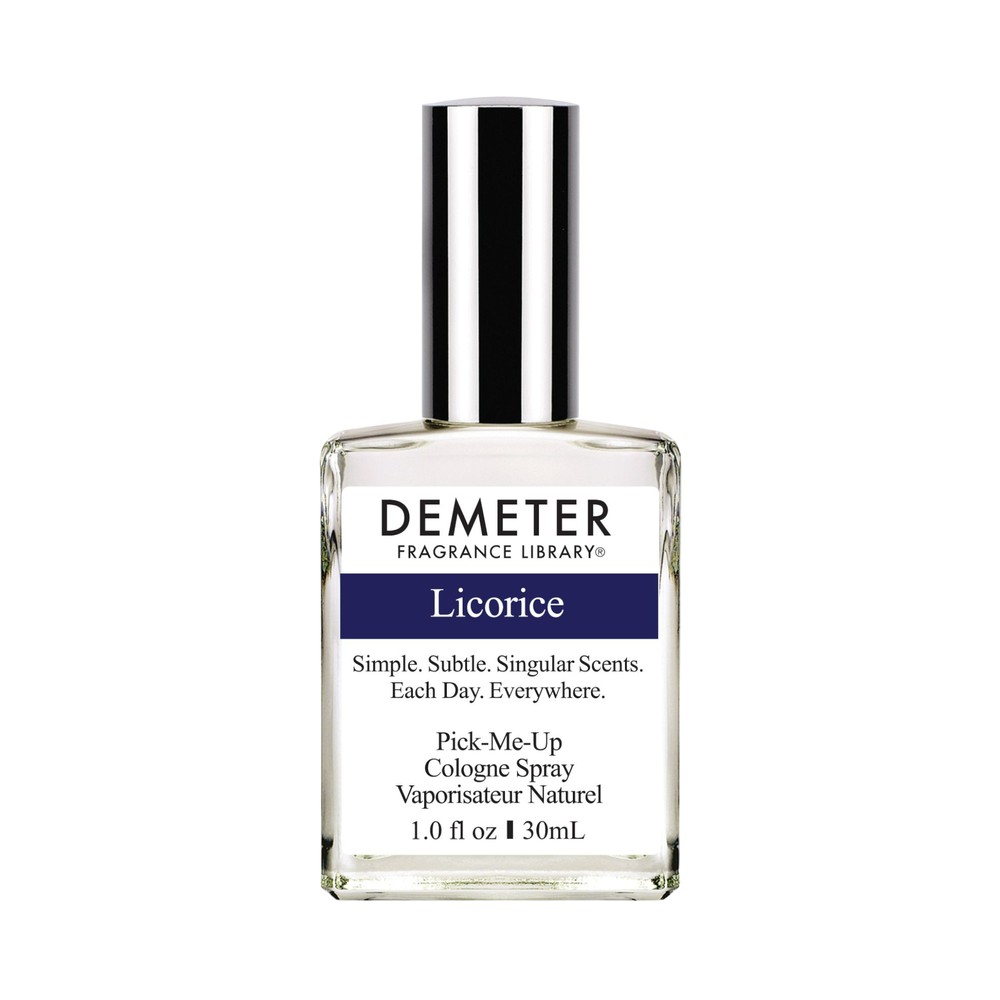 DEMETER
FRAGRANCE LIBRARY®
Licorice
Simple. Subtle. Singular Scents.
Each Day. Everywhere.
Pick-Me-Up
Cologne Spray
Vaporisateur Naturel
1.0 fl oz ❚ 30mL